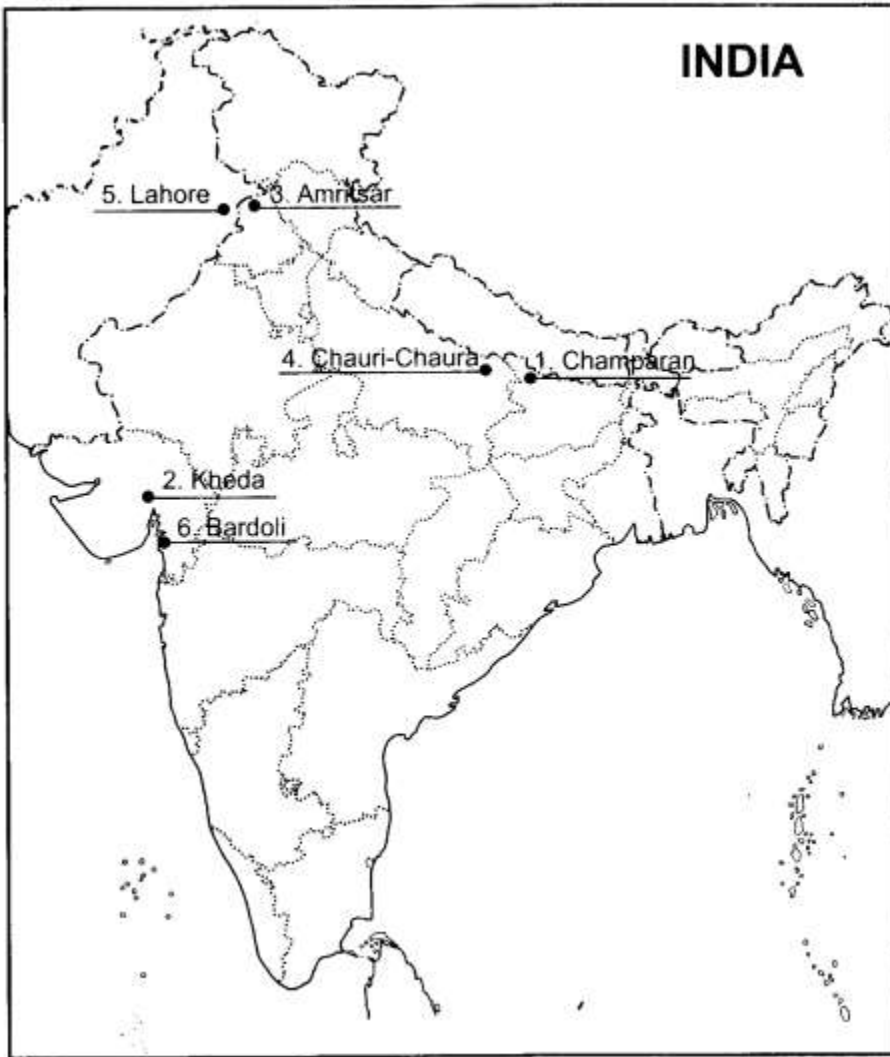 INDIA
5. Lahore
3. Amritsar
4. Chauri-Chaura
1. Champaran
2. Kheda
6. Bardoli